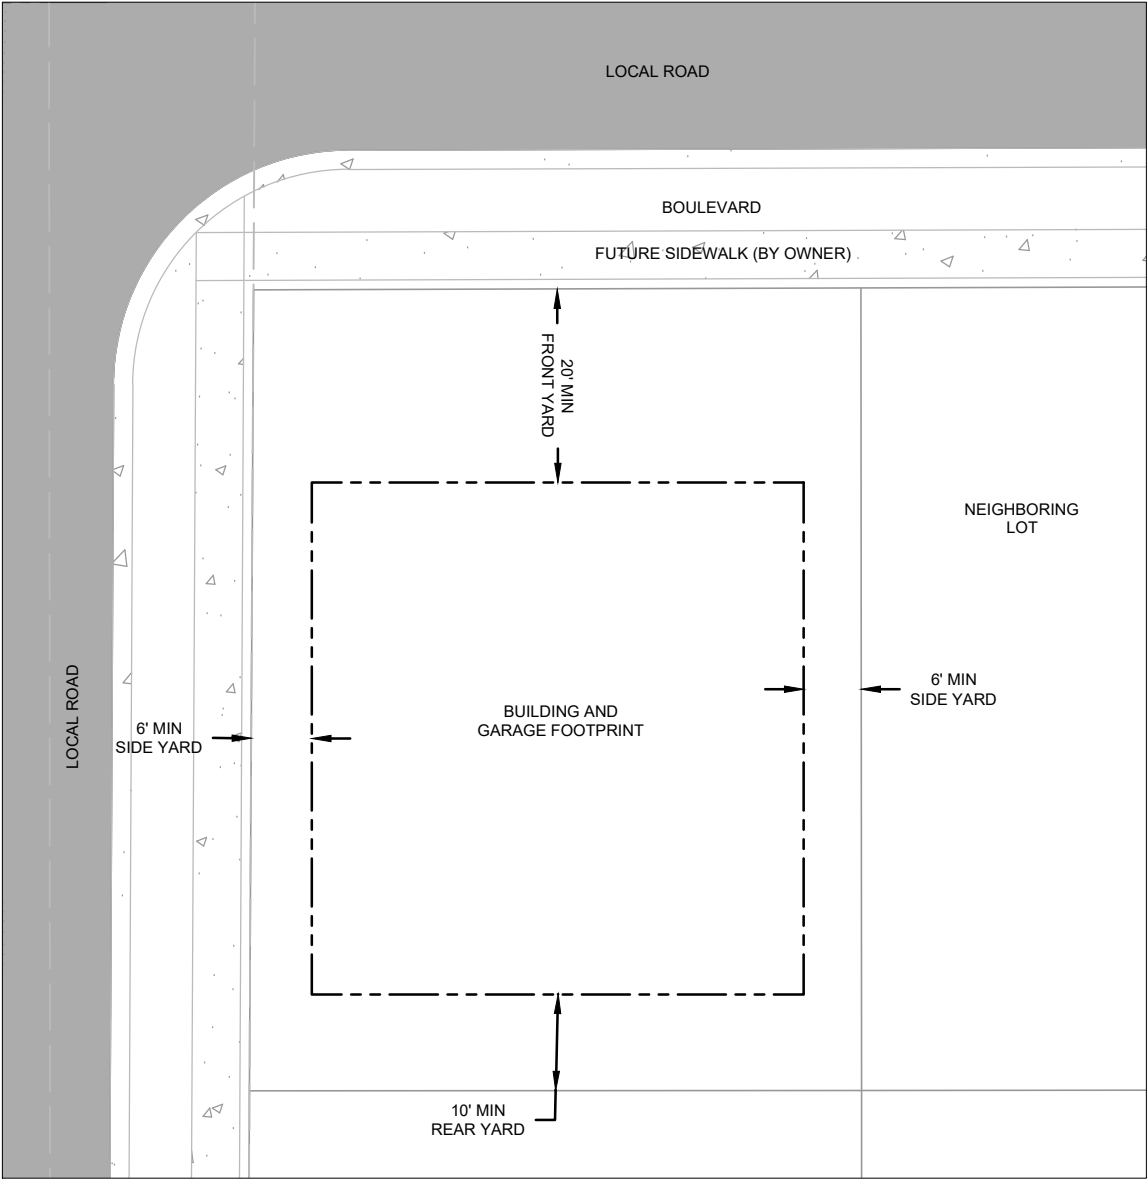 LOCAL ROAD
BOULEVARD
FUTURE SIDEWALK (BY OWNER)
20' MIN
FRONT YARD
NEIGHBORING
LOT
6' MIN
SIDE YARD
BUILDING AND
GARAGE FOOTPRINT
LOCAL ROAD
6' MIN
SIDE YARD
10' MIN
REAR YARD